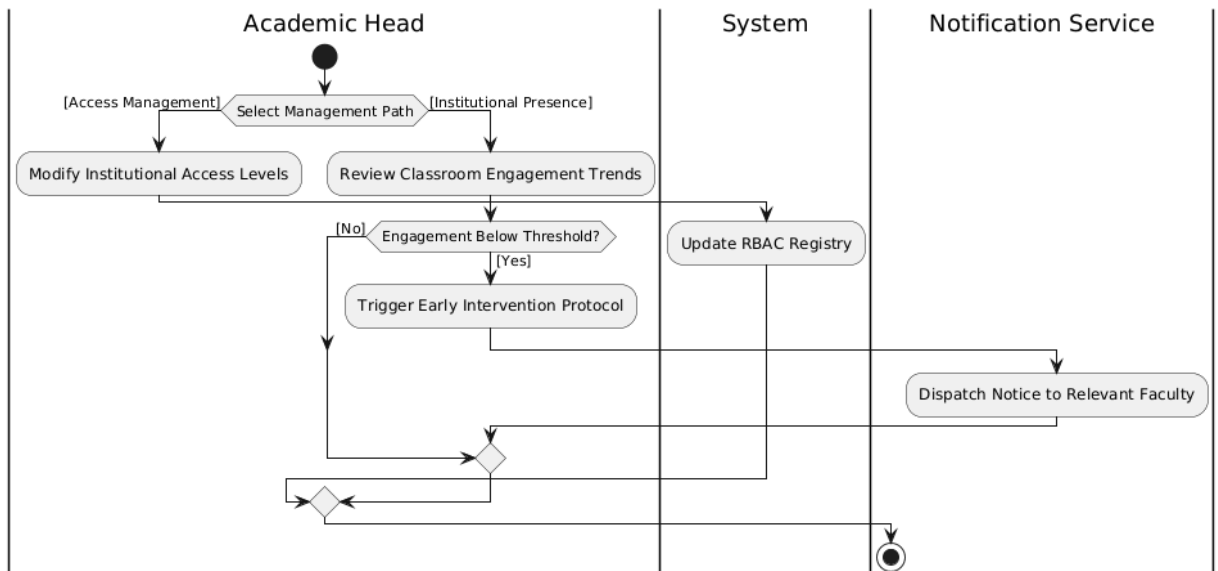 Academic Head
System
Notification Service
[Access Management]
Select Management Path
[Institutional Presence]
Modify Institutional Access Levels
Review Classroom Engagement Trends
[No]
Engagement Below Threshold?
Update RBAC Registry
[Yes]
Trigger Early Intervention Protocol
Dispatch Notice to Relevant Faculty